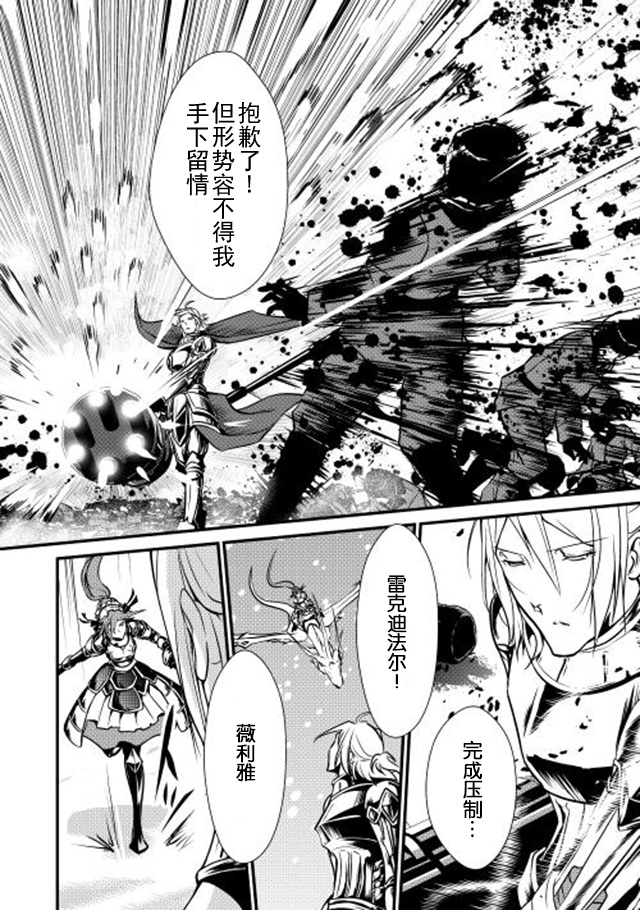 抱歉了！
但形势容不得我
手下留情
完成压制…
雷克迪法尔！
薇利雅